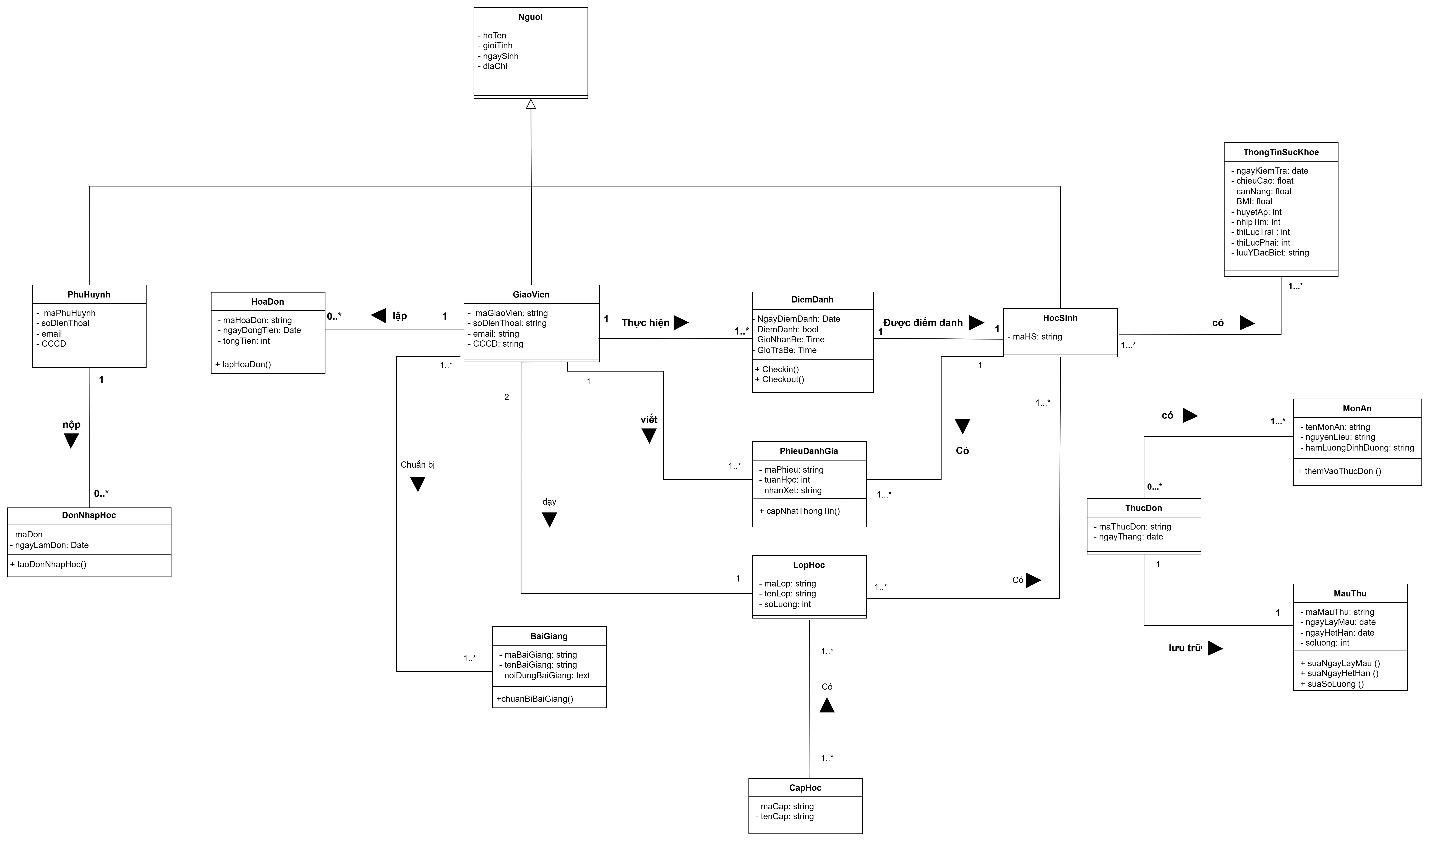 Nguoi
- hoTen
- gioiTinh
- ngaySinh
- diaChi
ThongTinSucKhoe
- ngayKiemTra: date
- chieuCao: float
canNang: float
BMI: float
- huyetAp: int
- nhipTim: int
- thiLucTrai : int
- thiLucPhai: int
- luuYDacBiet: string
1...*
PhuHuynh
- maPhuHuynh
- soDienThoai
- email
- CCCD
1
nộp
0..*
DonNhapHoc
maDon
- ngayLamDon: Date
+ taoDonNhapHoc()
HoaDon
- maHoaDon: string
- ngayDongTien: Date
- tongTien: int
+ lapHoaDon()
0..*
lập
1
GiaoVien
- maGiaoVien: string
- soDienThoai: string
- email: string
- CCCD: string
1
Thực hiện
1..*
DiemDanh
- NgayDiemDanh: Date
DiemDanh: bool
GioNhanBe: Time
- GioTraBe: Time
+ Checkin()
+ Checkout()
1
Được điểm danh
1
HocSinh
- maHS: string
có
1...*
1..*
2
1
1
1...*
viết
Có
Chuẩn bị
dạy
1..*
1...*
PhieuDanhGia
- maPhieu: string
- tuanHọc: int
- nhanXet: string
+ capNhatThongTin()
có
1...*
MonAn
- tenMonAn: string
- nguyenLieu: string
- hamLuongDinhDuong: string
+ themVaoThucDon ()
0...*
ThucDon
- maThucDon: string
- ngayThang: date
1
1
lưu trữ
MauThu
- maMauThu: string
- ngayLayMau: date
- ngayHetHan: date
- soluong: int
+ suaNgayLayMau ()
+ suaNgayHetHan ()
+ suaSoLuong ()
1
LopHoc
- maLop: string
- tenLop: string
- soLuong: int
1...*
Có
1..*
BaiGiang
- maBaiGiang: string
- tenBaiGiang: string
noiDungBaiGiang: text
+chuanBiBaiGiang()
1..*
Có
1..*
CapHoc
maCap: string
- tenCap: string